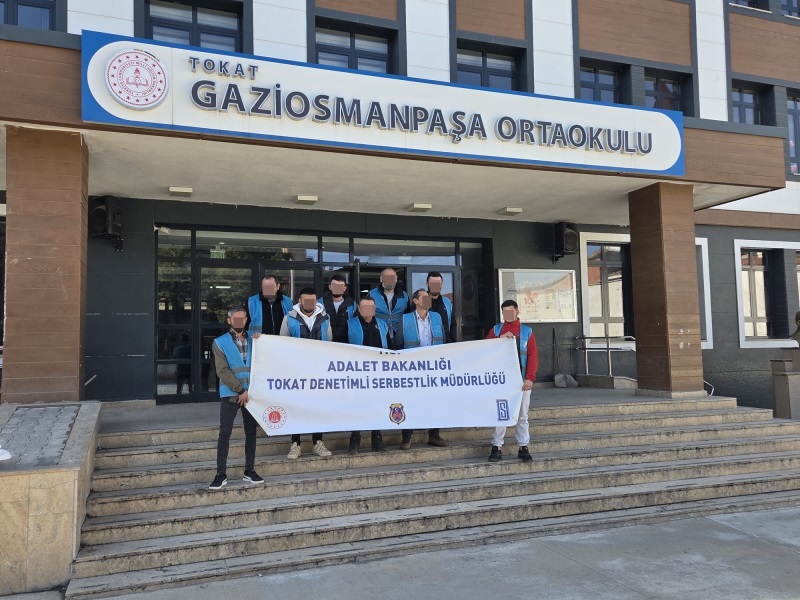 TOKAT
GAZİOSMANPAŞA ORTAOKULU
ADALET BAKANLIĞI
TOKAT DENETİMLİ SERBESTLİK MÜDÜRLÜĞÜ